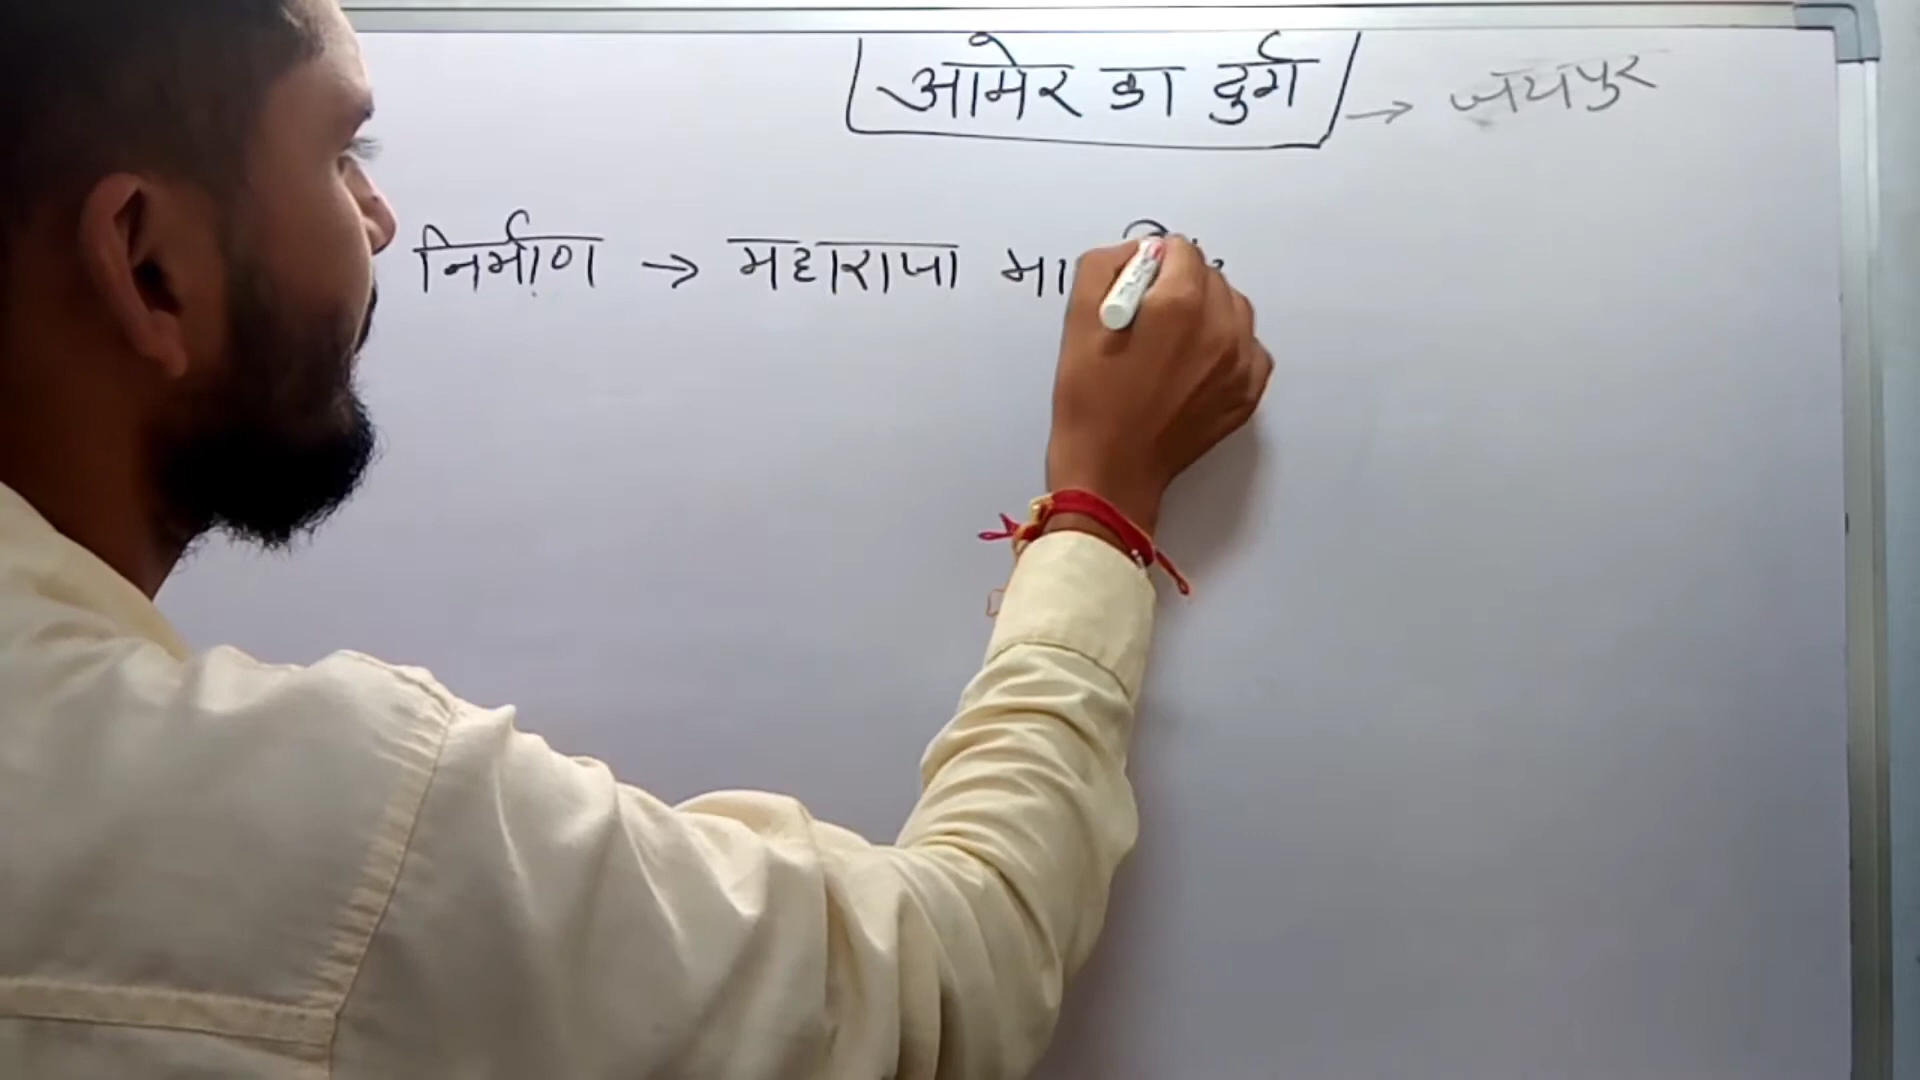 आमेर का दुर्ग → जयपुर
निर्माण → महाराजा